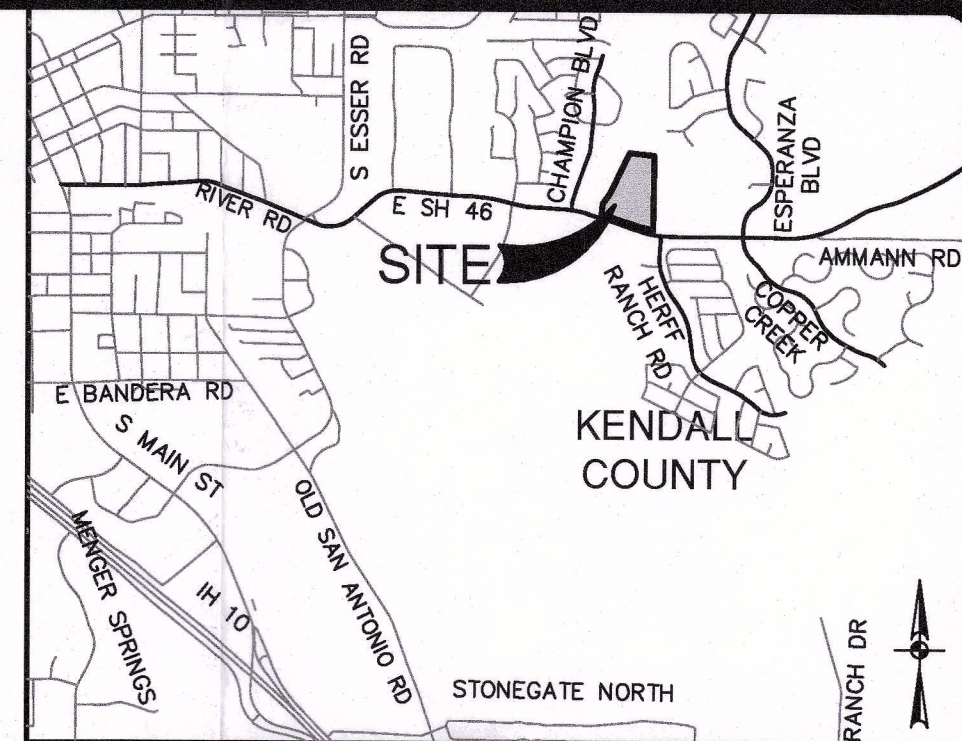 S ESSER RD
CHAMPION BLVD
ESPERANZA
BLVD
RIVER RD
E SH 46
SITE
AMMANN RD
HERFF
RANCH RD
COPPER
CREEK
E BANDERA RD
KENDALL
COUNTY
S MAIN ST
OLD SAN ANTONIO RD
MENGER SPRINGS
IH 10
STONEGATE NORTH
RANCH DR